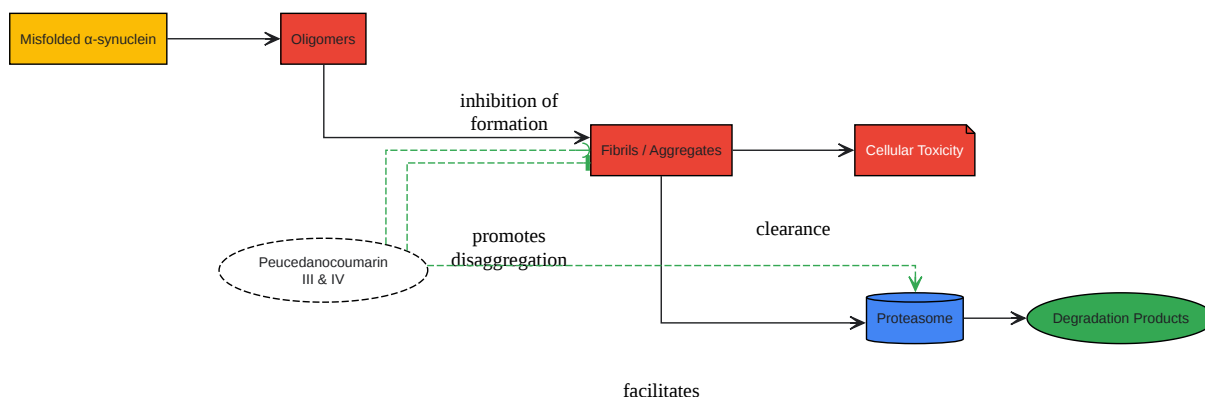 Misfolded α-synuclein
Oligomers
inhibition of
formation
Fibrils / Aggregates
Cellular Toxicity
promotes
disaggregation
clearance
Peucedanocoumarin
III & IV
Proteasome
Degradation Products
facilitates